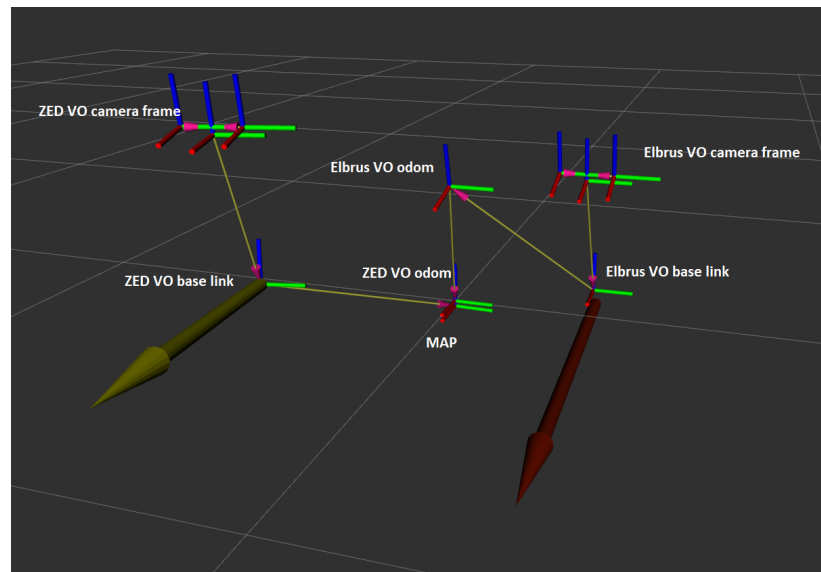 ZED VO camera frame
Elbrus VO camera frame
Elbrus VO odom
ZED VO base link
ZED VO odom
Elbrus VO base link
MAP